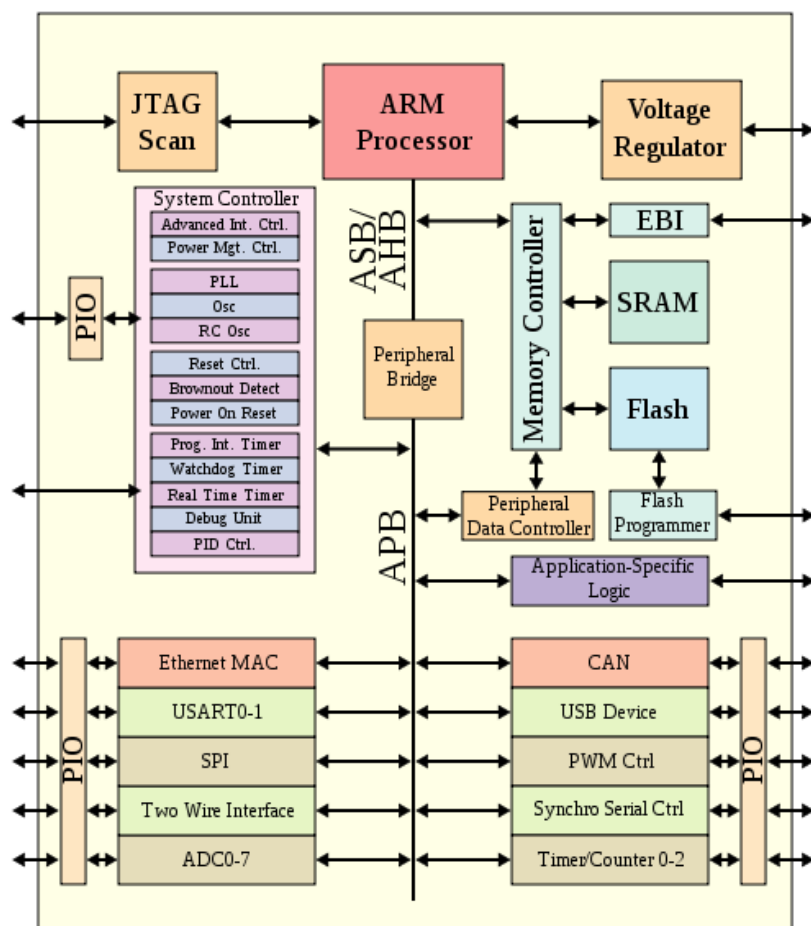 JTAG
Scan
ARM
Processor
Voltage
Regulator
System Controller
Advanced Int. Ctrl.
Power Mgt. Ctrl.
PLL
Osc
RC Osc
Reset Ctrl.
Brownout Detect
Power On Reset
Prog. Int. Timer
Watchdog Timer
Real Time Timer
Debug Unit
PID Ctrl.
PIO
ASB/
AHB
Peripheral
Bridge
APB
Memory Controller
EBI
SRAM
Flash
Peripheral
Data Controller
Flash
Programmer
Application-Specific
Logic
PIO
Ethernet MAC
USART0-1
SPI
Two Wire Interface
ADC0-7
CAN
USB Device
PWM Ctrl
Synchro Serial Ctrl
Timer/Counter 0-2
PIO